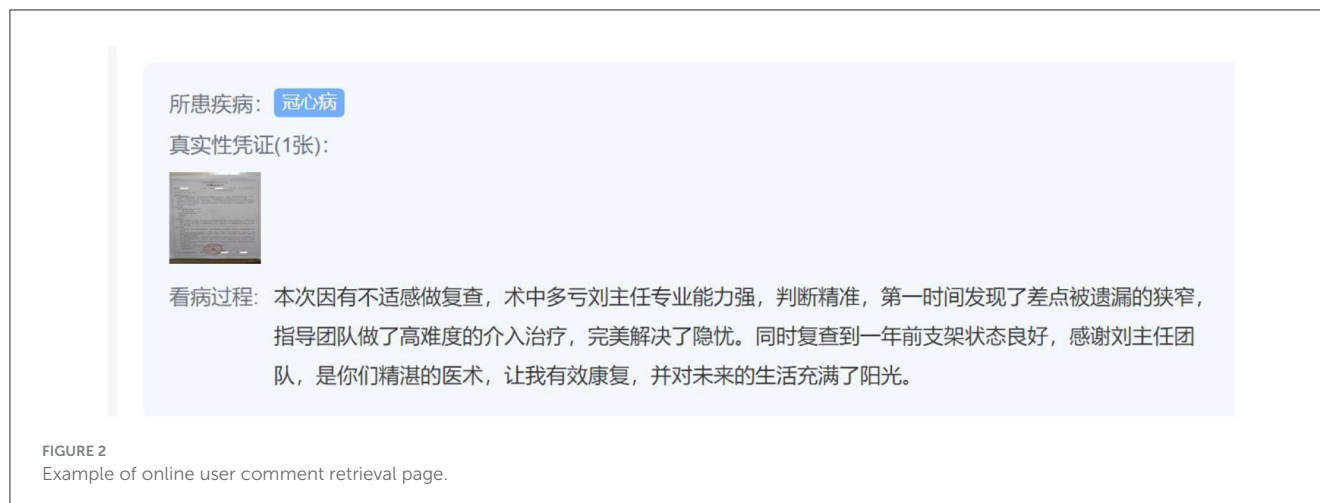 所患疾病： 冠心病
真实性凭证(1张)：
看病过程： 本次因有不适感做复查，术中多亏刘主任专业能力强，判断精准，第一时间发现了差点被遗漏的狭窄，
指导团队做了高难度的介入治疗，完美解决了隐忧。同时复查到一年前支架状态良好，感谢刘主任团
队，是你们精湛的医术，让我有效康复，并对未来的生活充满了阳光。
FIGURE 2
Example of online user comment retrieval page.